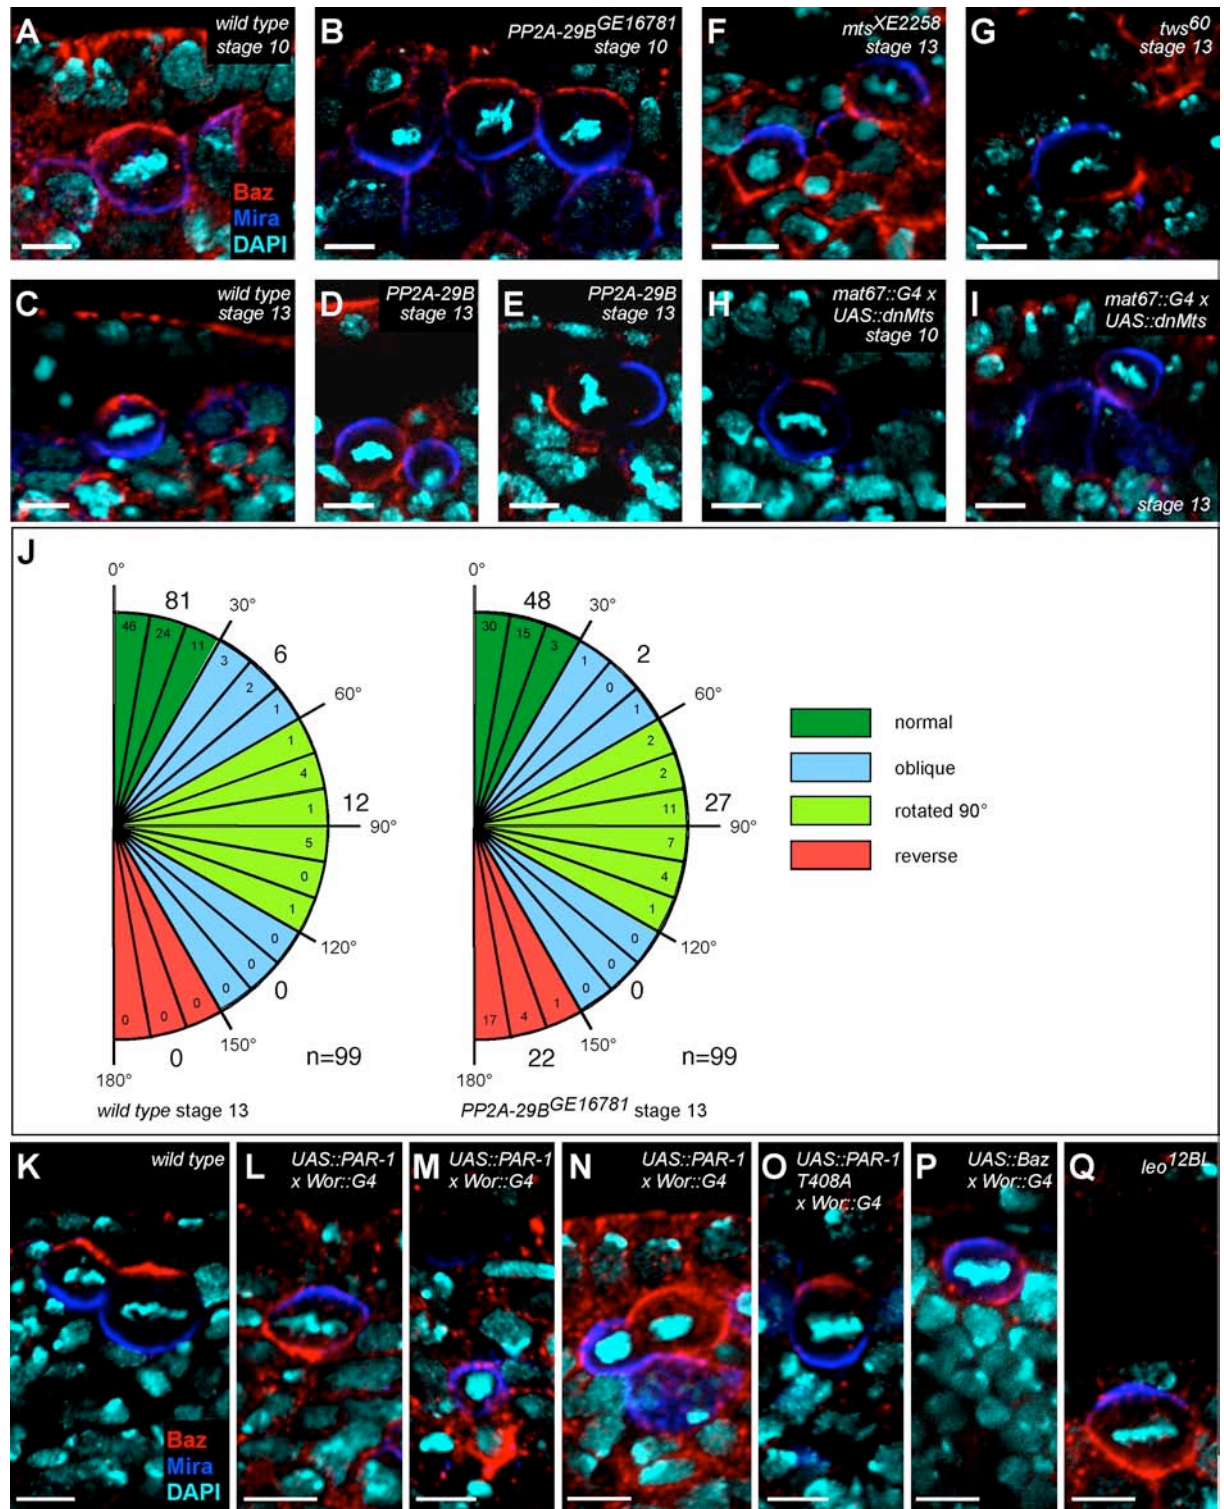 A
wild type
stage 10
Baz
Mira
DAPI
B
PP2A-29B^GE16781
stage 10
F
mts^XE2258
stage 13
G
tws^60
stage 13
C
wild type
stage 13
D
PP2A-29B
stage 13
E
PP2A-29B
stage 13
H
mat67::G4 x
UAS::dnMts
stage 10
I
mat67::G4 x
UAS::dnMts
stage 13
J
0°
81
30°
46
24
11
3
6
2
60°
1
1
4
1
12
90°
5
0
1
120°
0
0
0
0
150°
0
0
0
0
180°
n=99
wild type stage 13
0°
48
30°
30
15
3
1
2
0
60°
1
2
2
11
27
90°
7
4
1
120°
0
0
0
0
150°
1
4
17
22
180°
n=99
PP2A-29B^GE16781 stage 13
normal
oblique
rotated 90°
reverse
K
wild type
Baz
Mira
DAPI
L
UAS::PAR-1
x Wor::G4
M
UAS::PAR-1
x Wor::G4
N
UAS::PAR-1
x Wor::G4
O
UAS::PAR-1
T408A
x Wor::G4
P
UAS::Baz
x Wor::G4
Q
leo^12BL